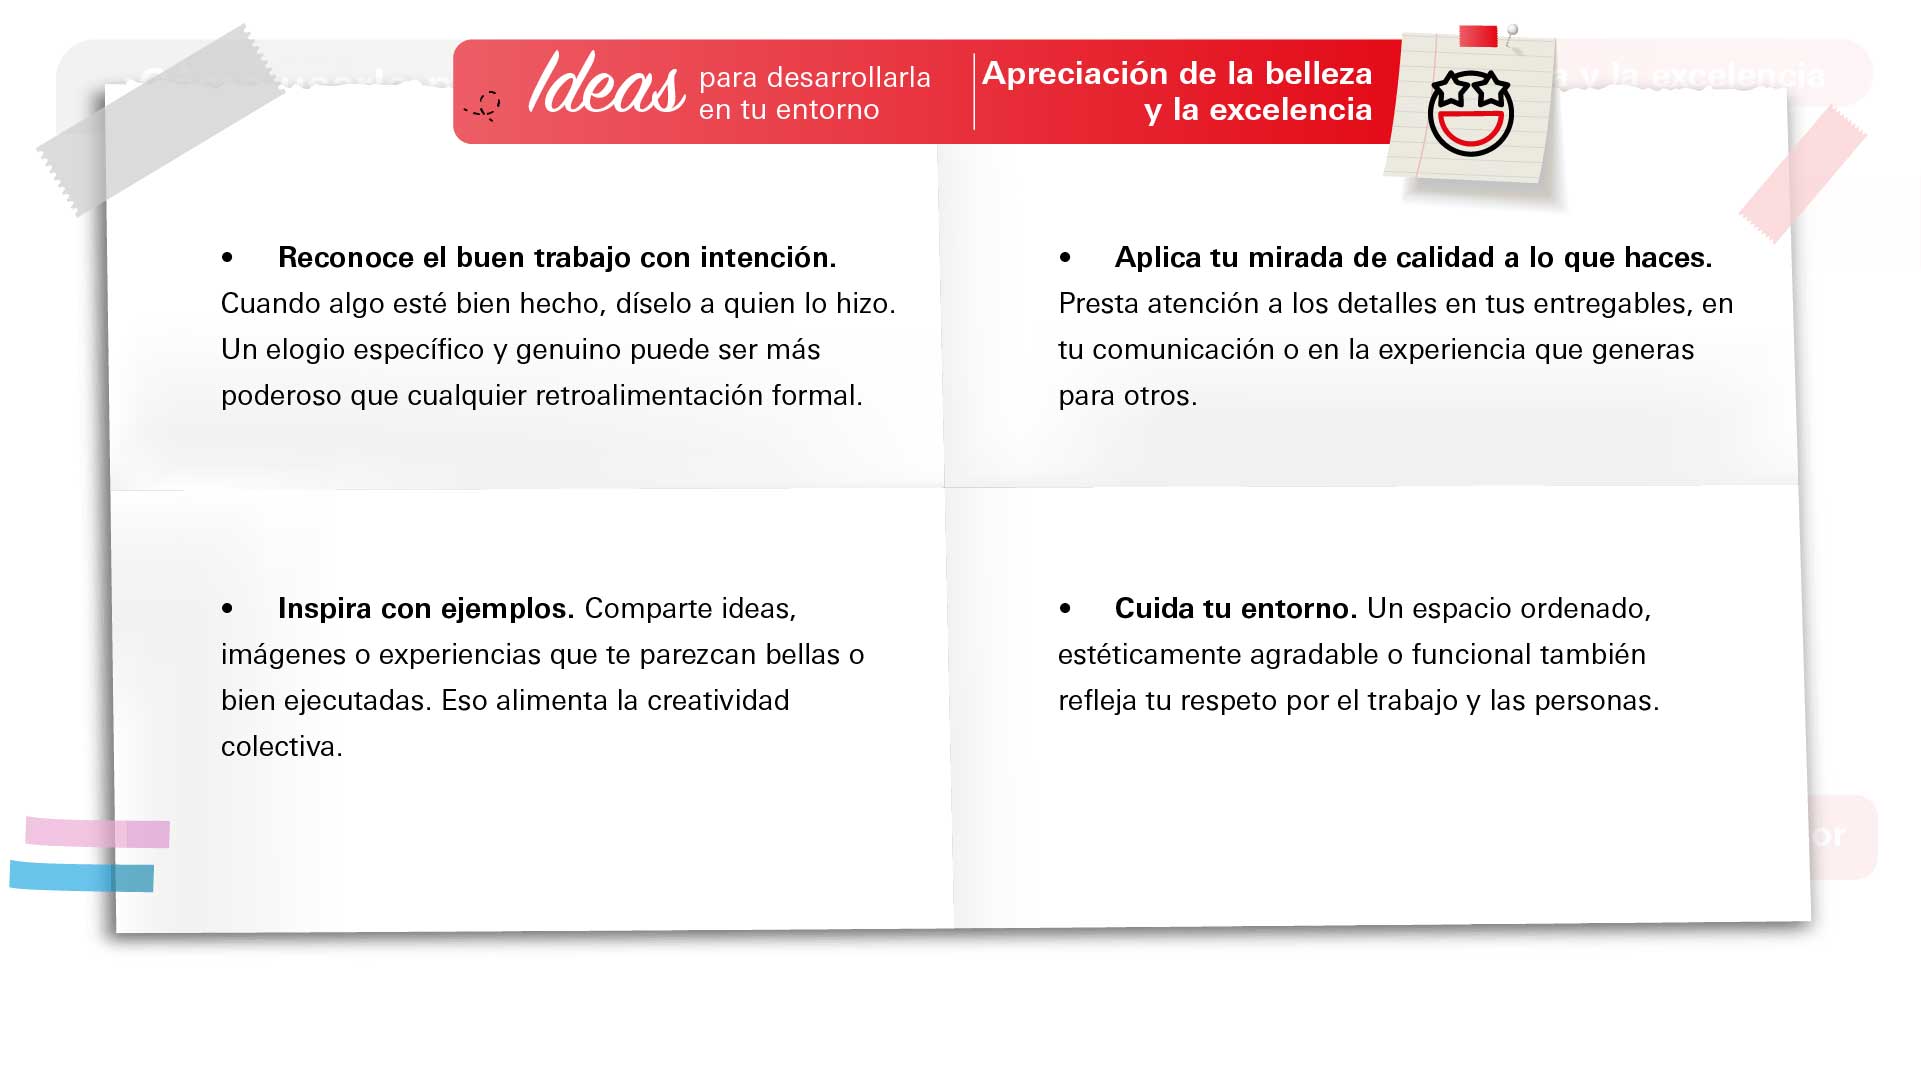 Ideas para desarrollarla
en tu entorno
Apreciación de la belleza
y la excelencia
a y la excelencia
• Reconoce el buen trabajo con intención.
Cuando algo esté bien hecho, díselo a quien lo hizo.
Un elogio específico y genuino puede ser más
poderoso que cualquier retroalimentación formal.
• Aplica tu mirada de calidad a lo que haces.
Presta atención a los detalles en tus entregables, en
tu comunicación o en la experiencia que generas
para otros.
• Inspira con ejemplos. Comparte ideas,
imágenes o experiencias que te parezcan bellas o
bien ejecutadas. Eso alimenta la creatividad
colectiva.
• Cuida tu entorno. Un espacio ordenado,
estéticamente agradable o funcional también
refleja tu respeto por el trabajo y las personas.